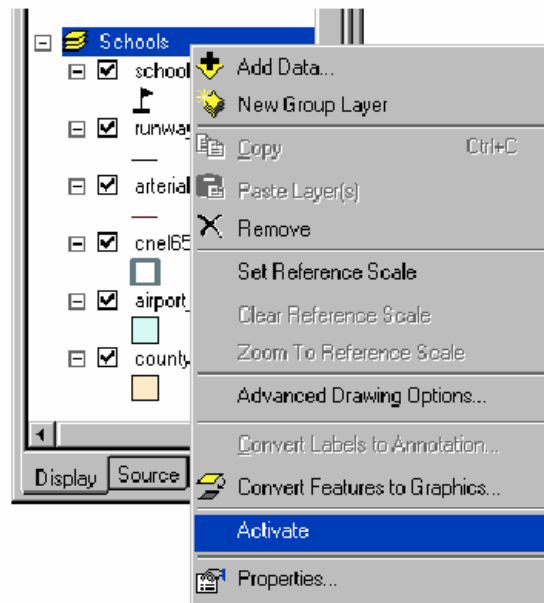 Schools
school
runway
arterial
cnel65
airport_
county
Display
Source
Add Data...
New Group Layer
Copy Ctrl+C
Paste Layer(s)
Remove
Set Reference Scale
Clear Reference Scale
Zoom To Reference Scale
Advanced Drawing Options...
Convert Labels to Annotation...
Convert Features to Graphics...
Activate
Properties...